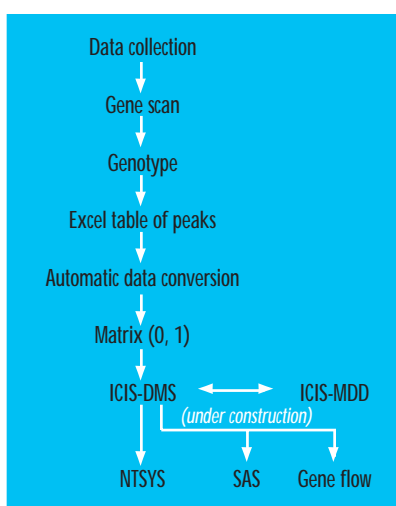 Data collection
Gene scan
Genotype
Excel table of peaks
Automatic data conversion
Matrix (0, 1)
ICIS-DMS ICIS-MDD
(under construction)
NTSYS SAS Gene flow